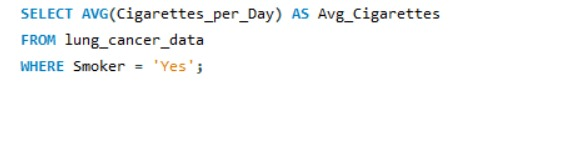 SELECT AVG(Cigarettes_per_Day) AS Avg_Cigarettes
FROM lung_cancer_data
WHERE Smoker = 'Yes';